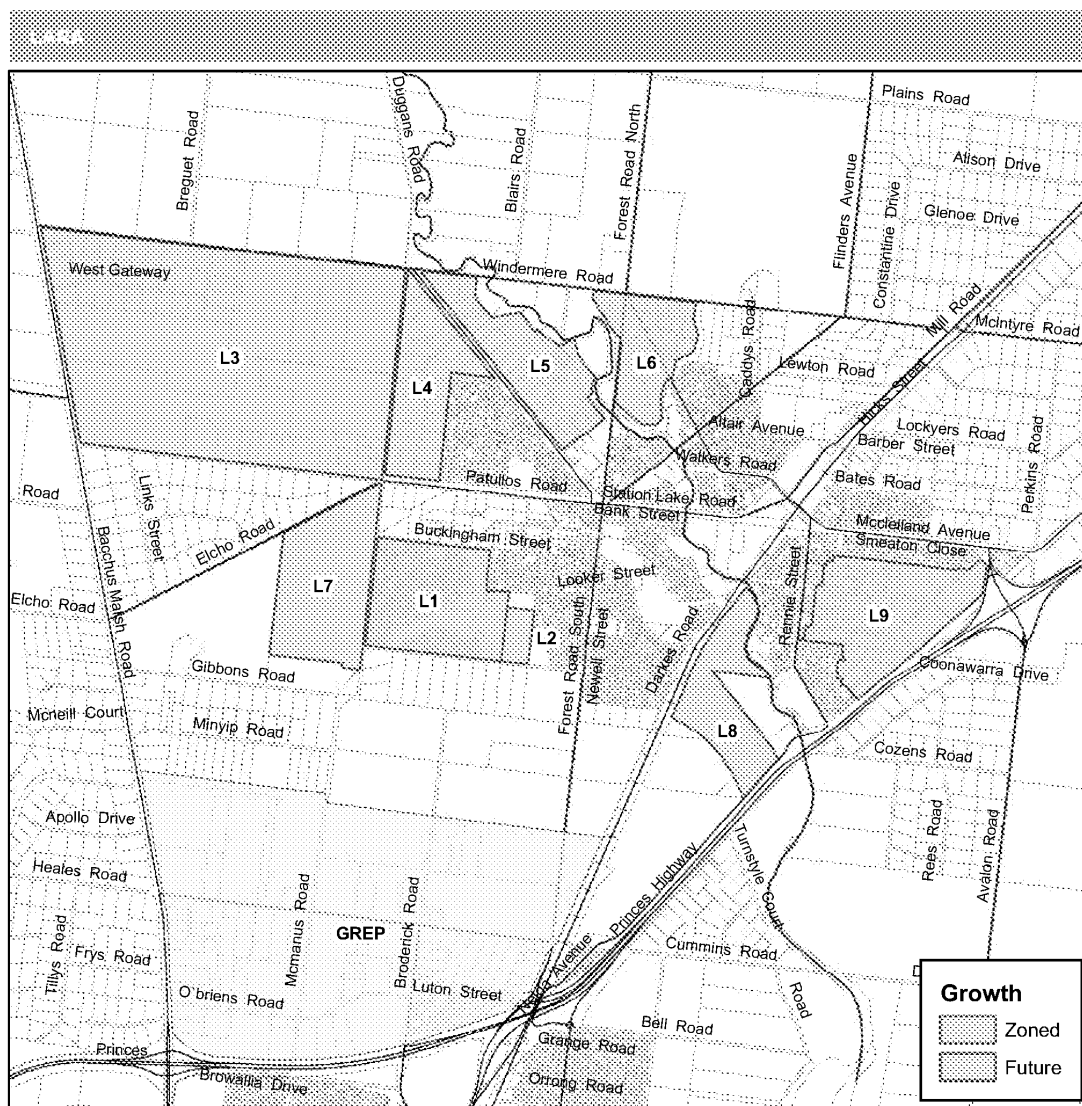 LARA
Duggans Road
Plains Road
Breguet Road
Blairs Road
Forest Road North
Alison Drive
Flinders Avenue
Constantine Drive
Glenoe Drive
West Gateway
Windermere Road
Mill Road
McIntyre Road
L3
L4
L5
L6
Caddys Road
Lewton Road
Hicks Street
Altair Avenue
Lockyers Road
Barber Street
Perkins Road
Walkers Road
Patullos Road
Station Lake Road
Bates Road
Road
Links Street
Bank Street
Elcho Road
Buckingham Street
Mcclelland Avenue
Smeaton Close
Bacchus Marsh Road
Looker Street
Rennie Street
L7
L1
L2
L9
Elcho Road
Forest Road South
Newell Street
Darkes Road
Gibbons Road
Coonawarra Drive
Mcneill Court
Minyip Road
L8
Cozens Road
Apollo Drive
Rees Road
Avalon Road
Turnstyle Court
Heales Road
Princes Highway
Mcmanus Road
Broderick Road
GREP
Tillys Road
Frys Road
Cummins Road
O'briens Road
Luton Street
Road
Bell Road
Princes
Grange Road
Browallia Drive
Orrong Road
Growth
Zoned
Future